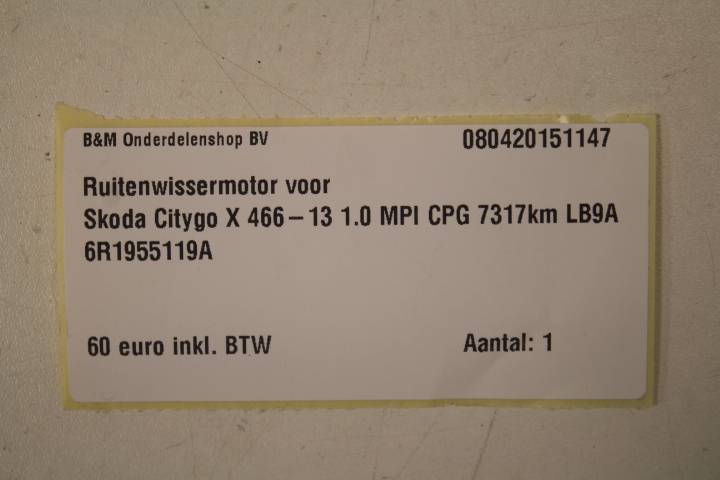 B&M Onderdelenshop BV 080420151147
Ruitenwissermotor voor
Skoda Citygo X 466-13 1.0 MPI CPG 7317km LB9A
6R1955119A
60 euro inkl. BTW Aantal: 1